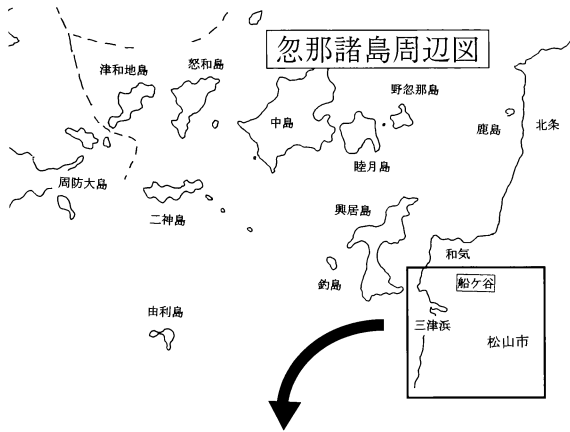 忽那諸島周辺図
津和地島
怒和島
野忽那島
中島
鹿島
北条
睦月島
周防大島
二神島
興居島
和気
釣島
船ケ谷
由利島
三津浜
松山市